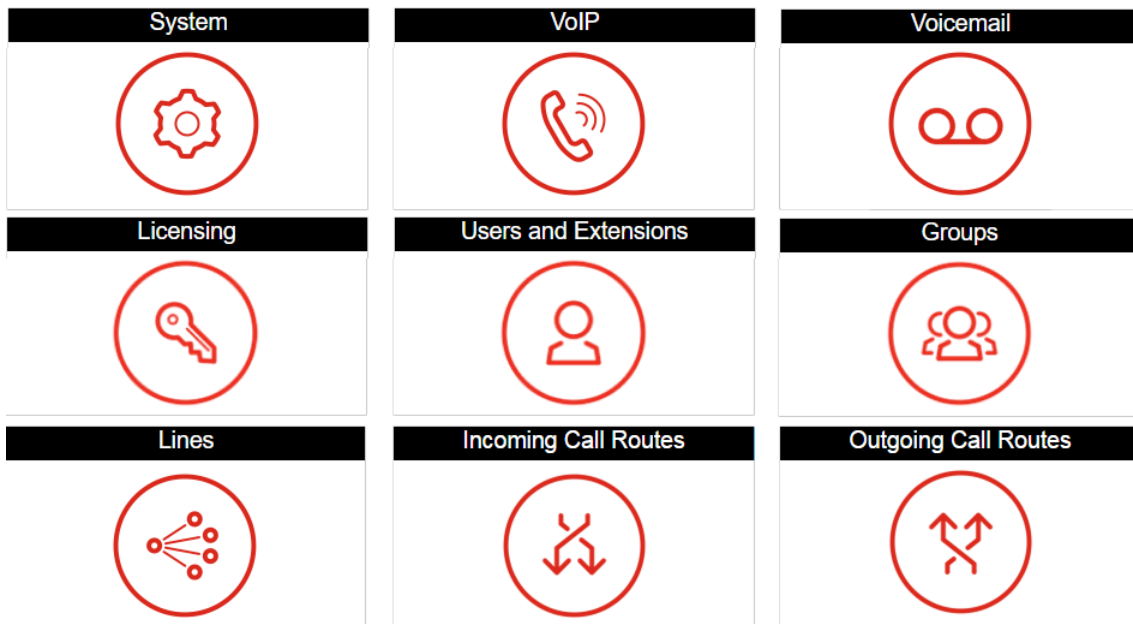 System
VoIP
Voicemail
Licensing
Users and Extensions
Groups
Lines
Incoming Call Routes
Outgoing Call Routes